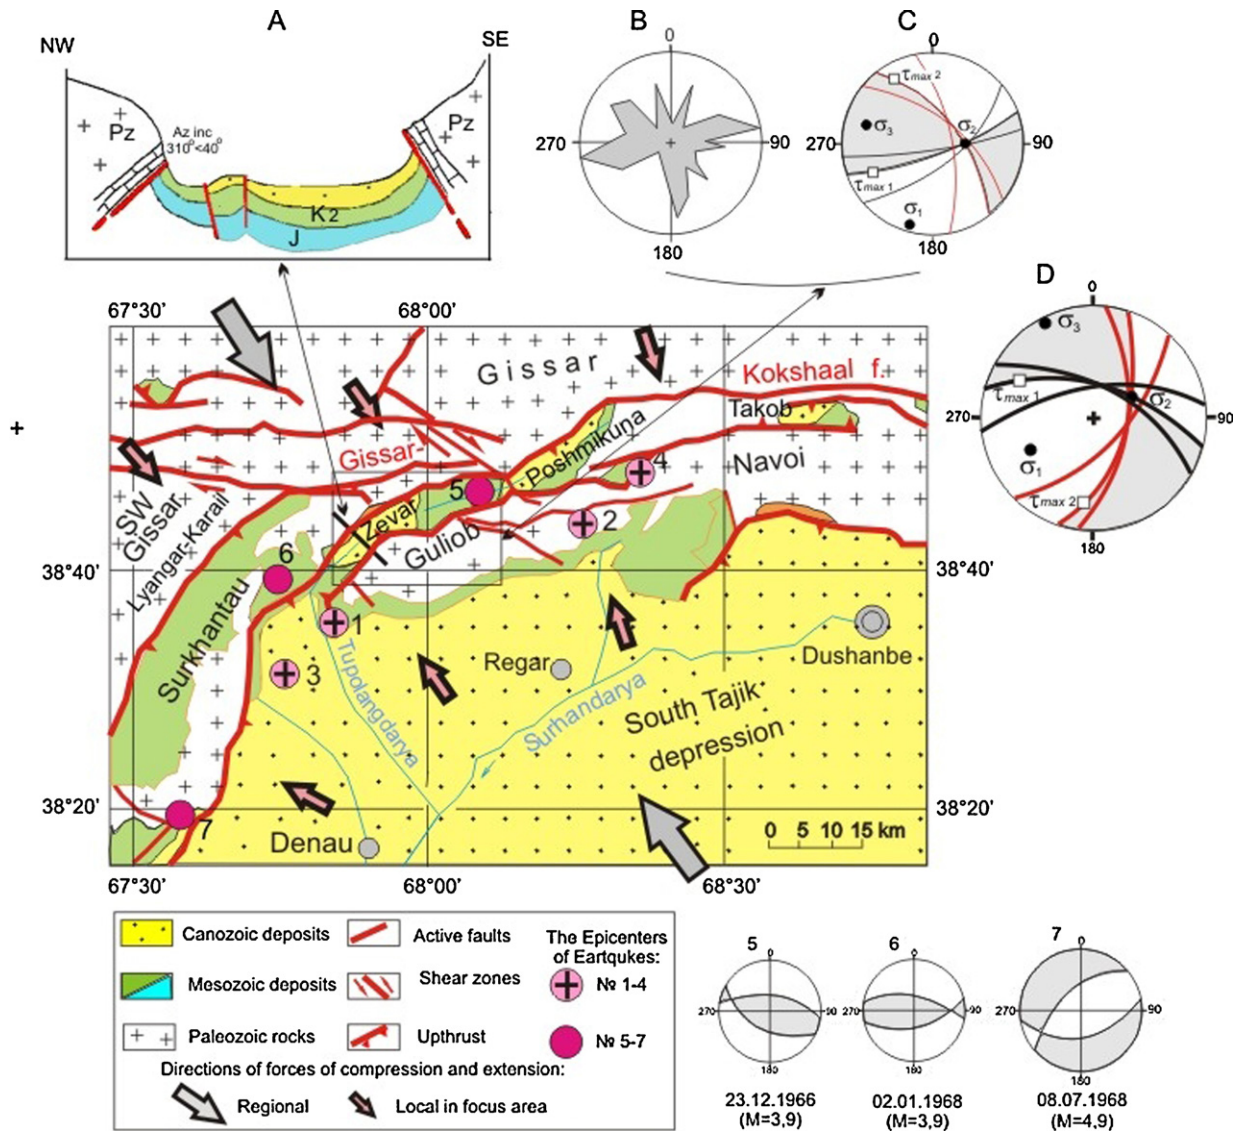 A
B
C
NW
SE
Pz
Pz
Az inc
310°<40°
K2
J
0
270
90
180
0
τmax 2
σ3
σ2
90
τmax 1
σ1
180
D
0
σ3
τmax 1
σ2
270
90
σ1
τmax 2
180
67°30'
68°00'
Gissar
Kokshaal f.
Takob
Poshmikuna
Gissar-
Navoi
4
5
2
SW
Gissar
Lyangar-Karail
Zevar
Guliob
38°40'
38°40'
6
Surkhantau
1
3
Tupolangdarya
Regar
Dushanbe
Surhandarya
South Tajik
depression
38°20'
38°20'
7
Denau
0 5 10 15 km
67°30'
68°00'
68°30'
Canozoic deposits
Active faults
The Epicenters
of Eartqukes:
Mesozoic deposits
Shear zones
№ 1-4
Paleozoic rocks
Upthrust
№ 5-7
Directions of forces of compression and extension:
Regional
Local in focus area
5
0
270
90
180
23.12.1966
(M=3,9)
6
0
270
90
180
02.01.1968
(M=3,9)
7
0
270
90
180
08.07.1968
(M=4,9)